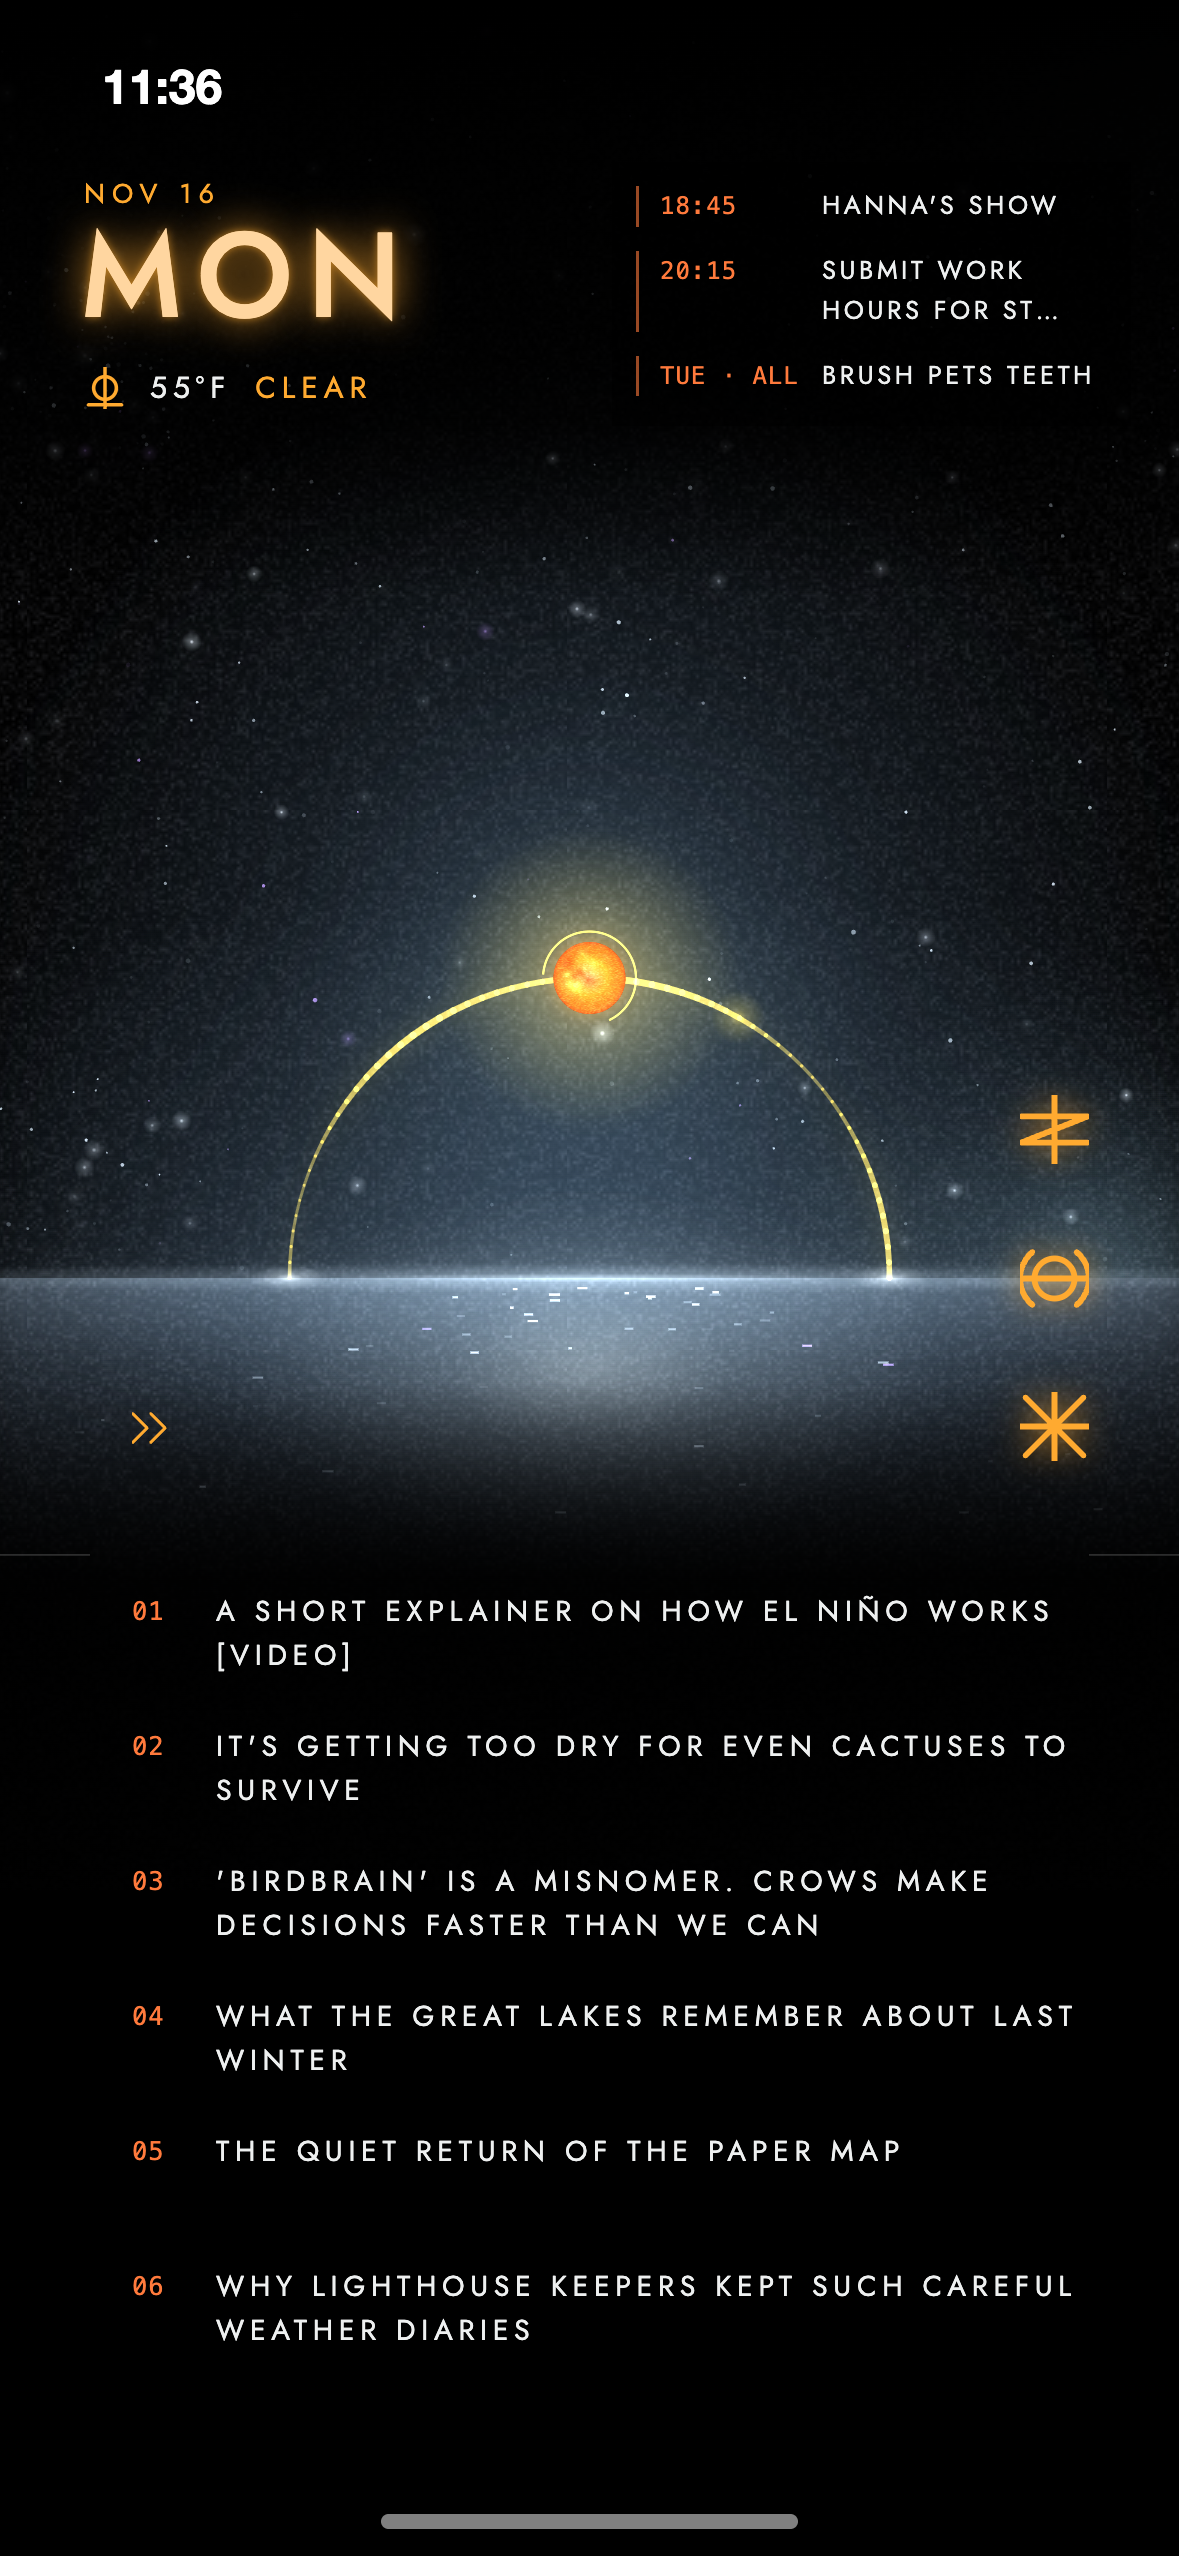 11:36
NOV 16
MON
55°F CLEAR
18:45 HANNA'S SHOW
20:15 SUBMIT WORK
HOURS FOR ST...
TUE · ALL BRUSH PETS TEETH
01 A SHORT EXPLAINER ON HOW EL NIÑO WORKS
[VIDEO]
02 IT'S GETTING TOO DRY FOR EVEN CACTUSES TO
SURVIVE
03 'BIRDBRAIN' IS A MISNOMER. CROWS MAKE
DECISIONS FASTER THAN WE CAN
04 WHAT THE GREAT LAKES REMEMBER ABOUT LAST
WINTER
05 THE QUIET RETURN OF THE PAPER MAP
06 WHY LIGHTHOUSE KEEPERS KEPT SUCH CAREFUL
WEATHER DIARIES